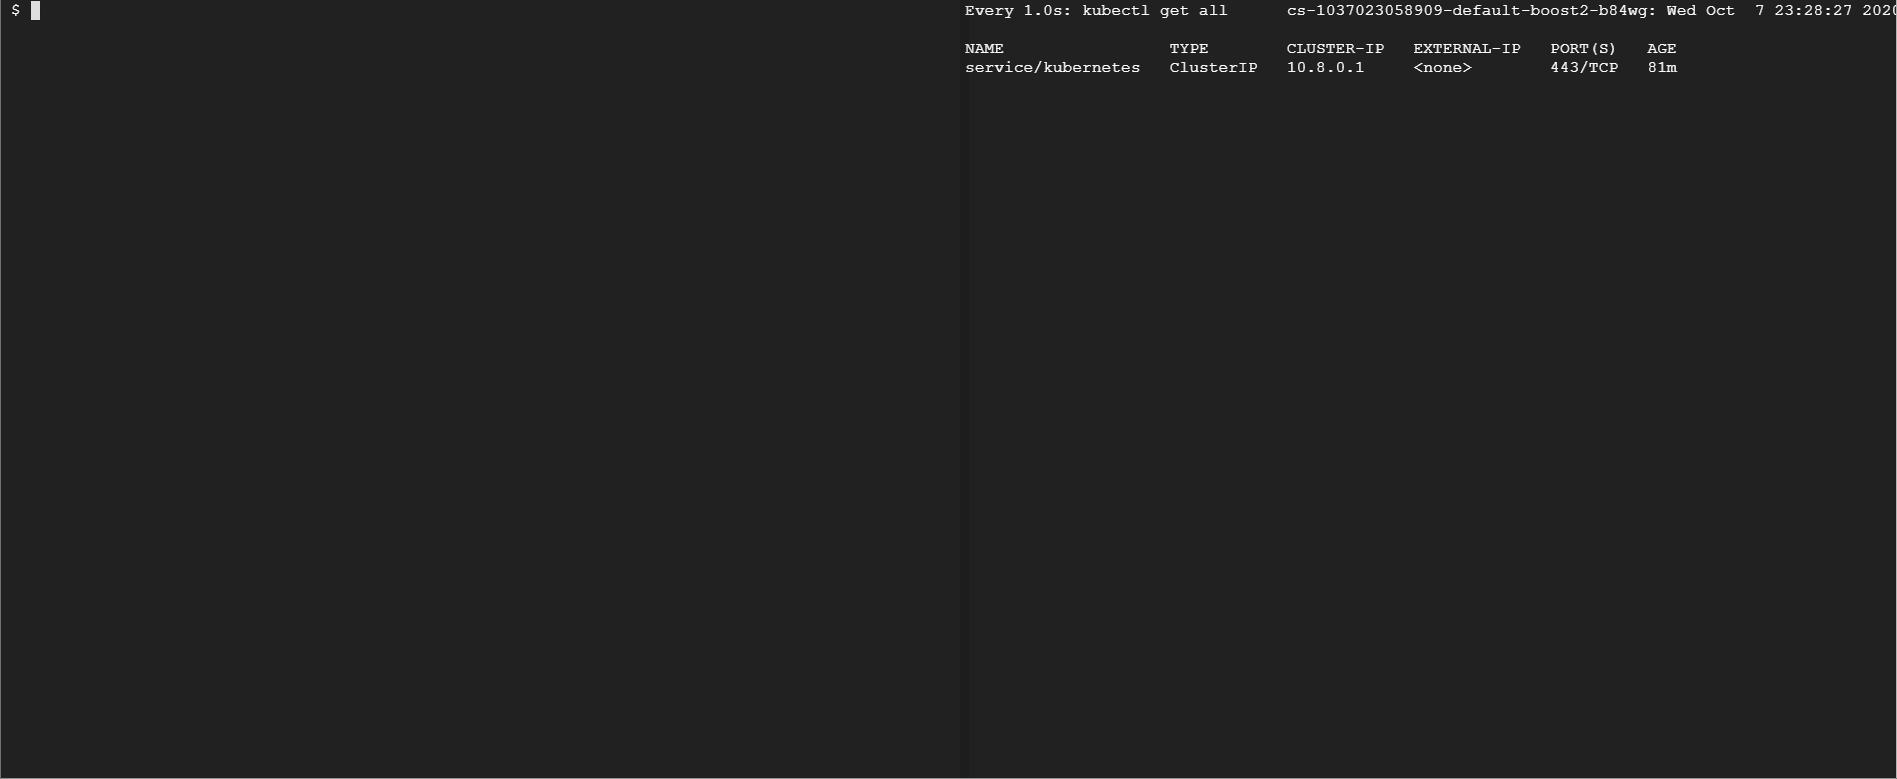 $
Every 1.0s: kubectl get all      cs-1037023058909-default-boost2-b84wg: Wed Oct  7 23:28:27 2020
NAME                 TYPE        CLUSTER-IP   EXTERNAL-IP   PORT(S)   AGE
service/kubernetes   ClusterIP   10.8.0.1     <none>        443/TCP   81m